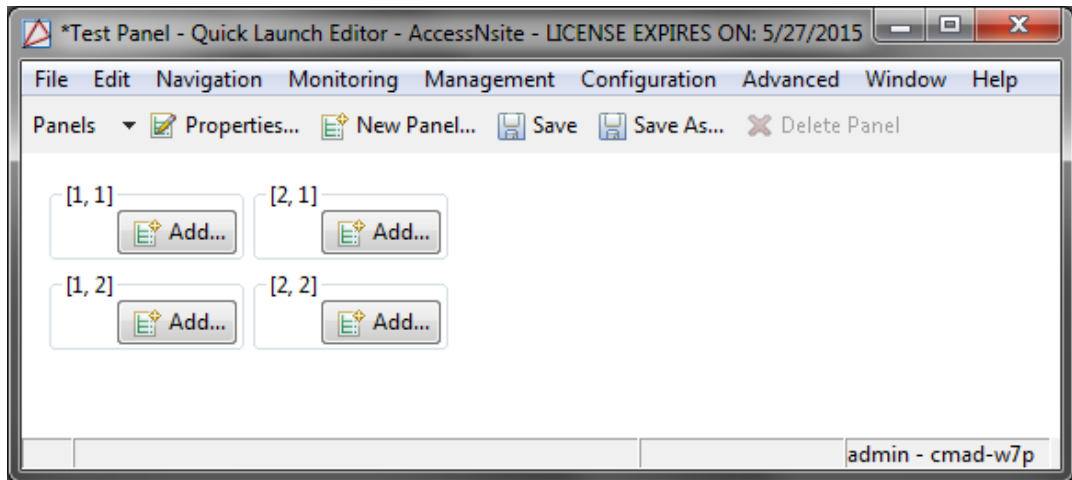 *Test Panel - Quick Launch Editor - AccessNsite - LICENSE EXPIRES ON: 5/27/2015
File Edit Navigation Monitoring Management Configuration Advanced Window Help
Panels Properties... New Panel... Save Save As... Delete Panel
[1, 1] [2, 1]
Add... Add...
[1, 2] [2, 2]
Add... Add...
admin - cmad-w7p